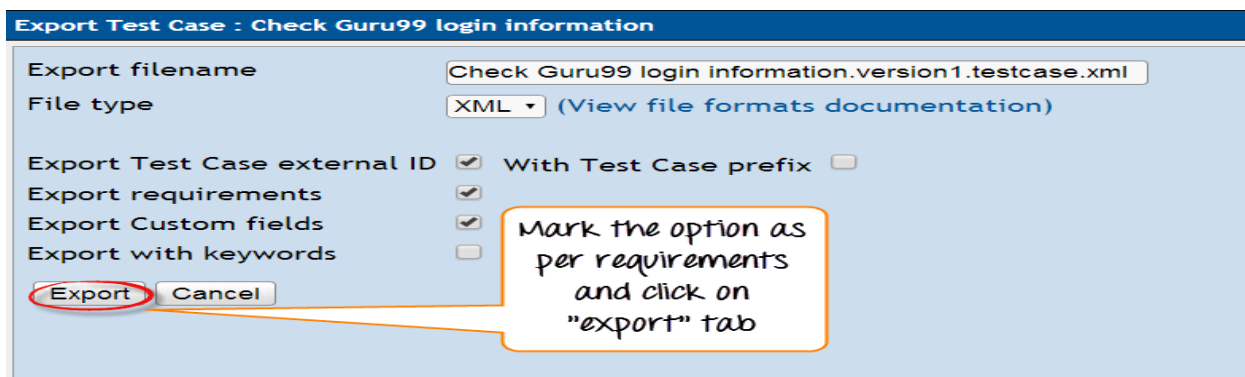 Export Test Case : Check Guru99 login information
Export filename Check Guru99 login information.version1.testcase.xml
File type XML (View file formats documentation)
Export Test Case external ID With Test Case prefix
Export requirements
Export Custom fields
Export with keywords
Export Cancel
Mark the option as
per requirements
and click on
"export" tab